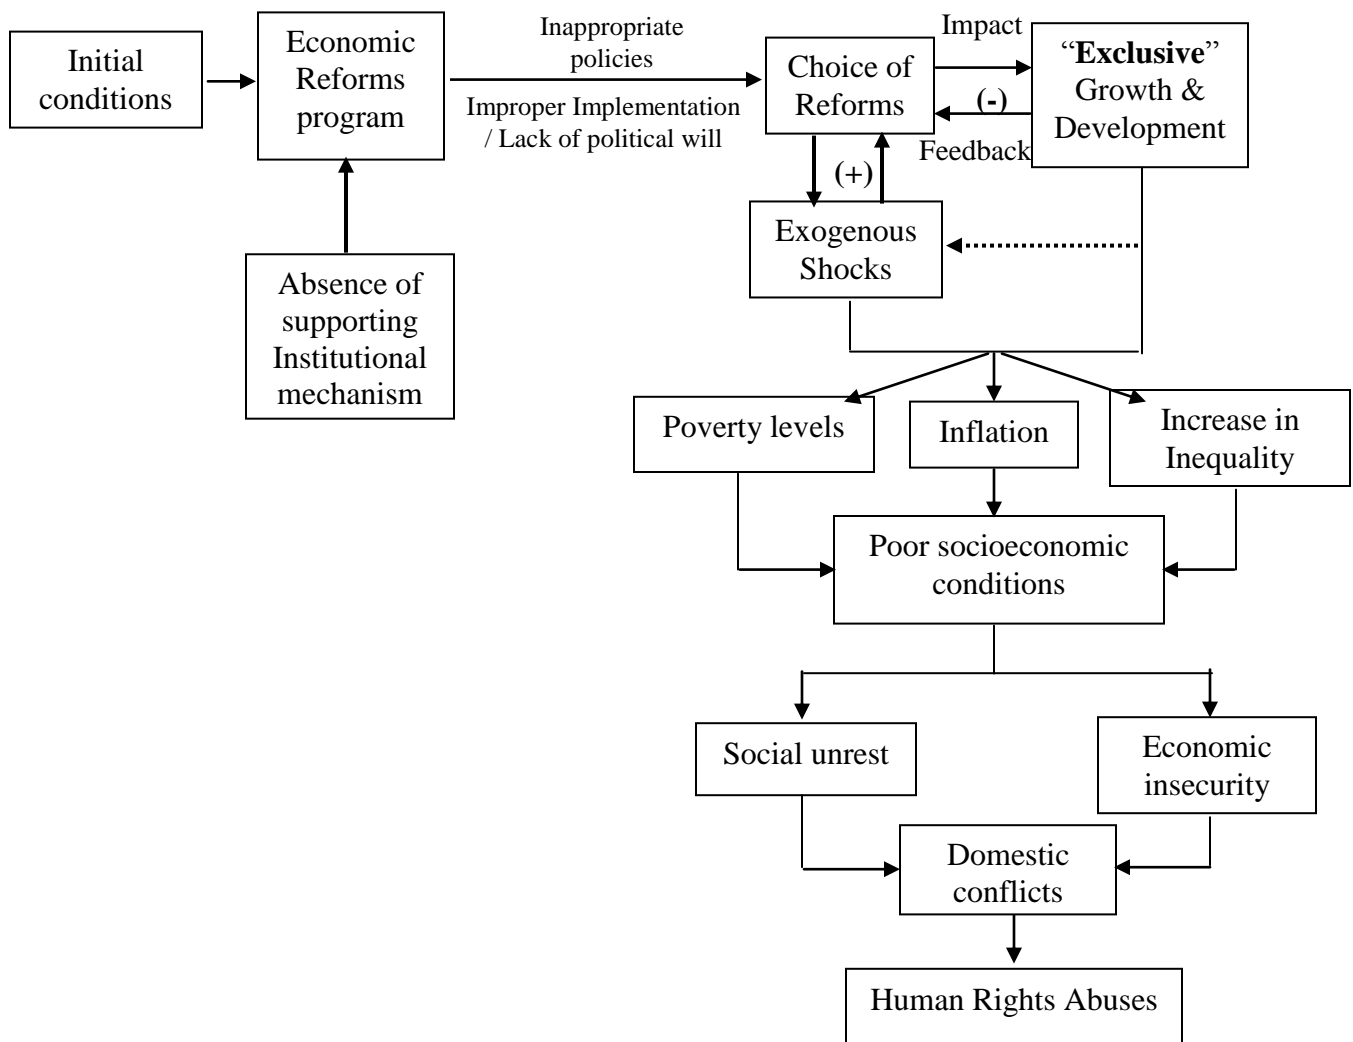 Initial
conditions
Economic
Reforms
program
Inappropriate
policies
Improper Implementation
/ Lack of political will
Choice of
Reforms
Impact
(-)
Feedback
“Exclusive”
Growth &
Development
(+)
Exogenous
Shocks
Absence of
supporting
Institutional
mechanism
Poverty levels
Inflation
Increase in
Inequality
Poor socioeconomic
conditions
Social unrest
Economic
insecurity
Domestic
conflicts
Human Rights Abuses